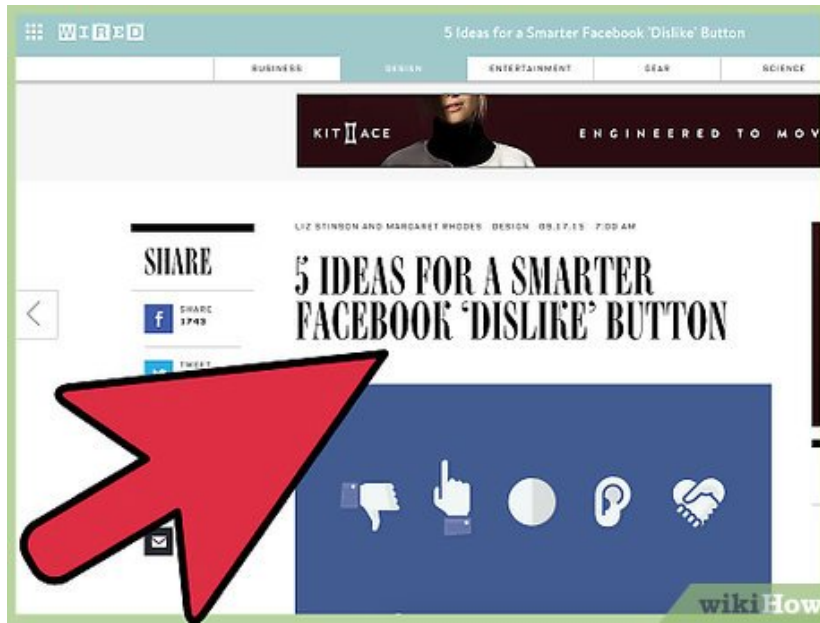 WIRED
5 Ideas for a Smarter Facebook 'Dislike' Button
BUSINESS DESIGN ENTERTAINMENT GEAR SCIENCE
KIT ACE ENGINEERED TO MOV
LIZ STINSON AND MARGARET RHODES DESIGN 09.17.15 7:00 AM
SHARE
5 IDEAS FOR A SMARTER
FACEBOOK ‘DISLIKE’ BUTTON
f SHARE
1743
TWEET
wikiHow